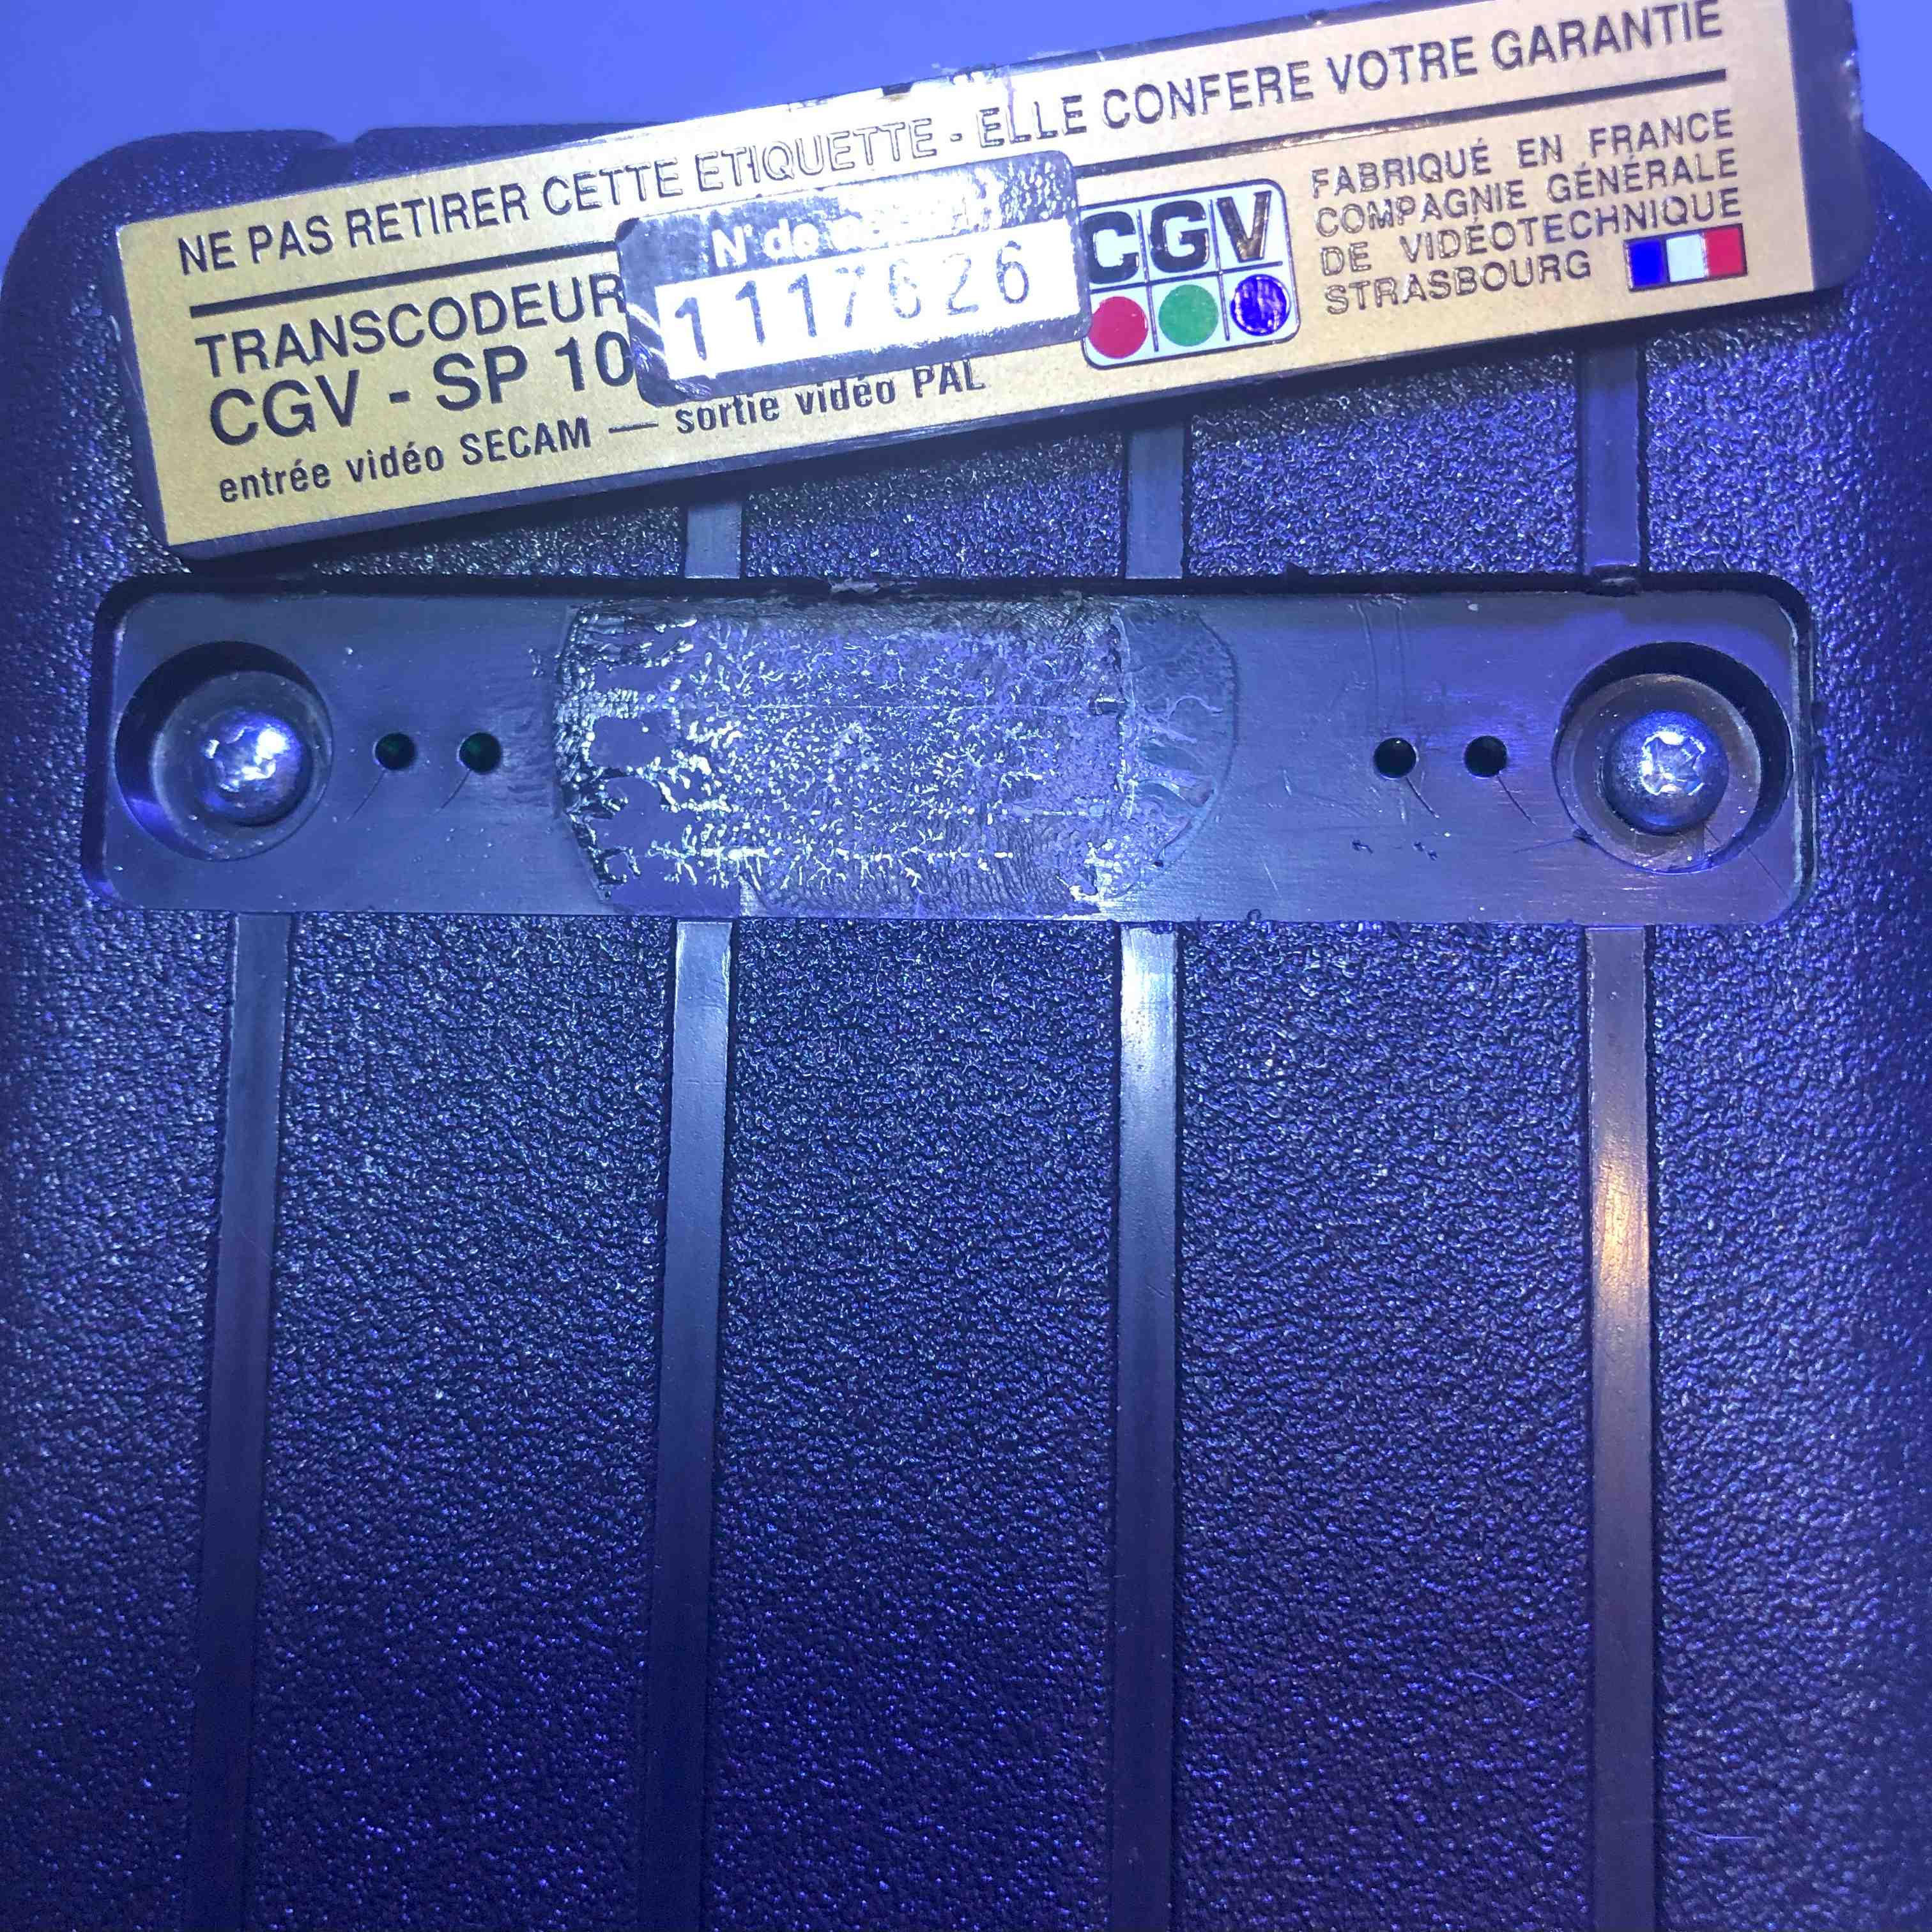 NE PAS RETIRER CETTE ETIQUETTE - ELLE CONFERE VOTRE GARANTIE
TRANSCODEUR
CGV - SP 10
entrée vidéo SECAM — sortie vidéo PAL
N° de
1117626
CGV
FABRIQUÉ EN FRANCE
COMPAGNIE GÉNÉRALE
DE VIDÉOTECHNIQUE
STRASBOURG